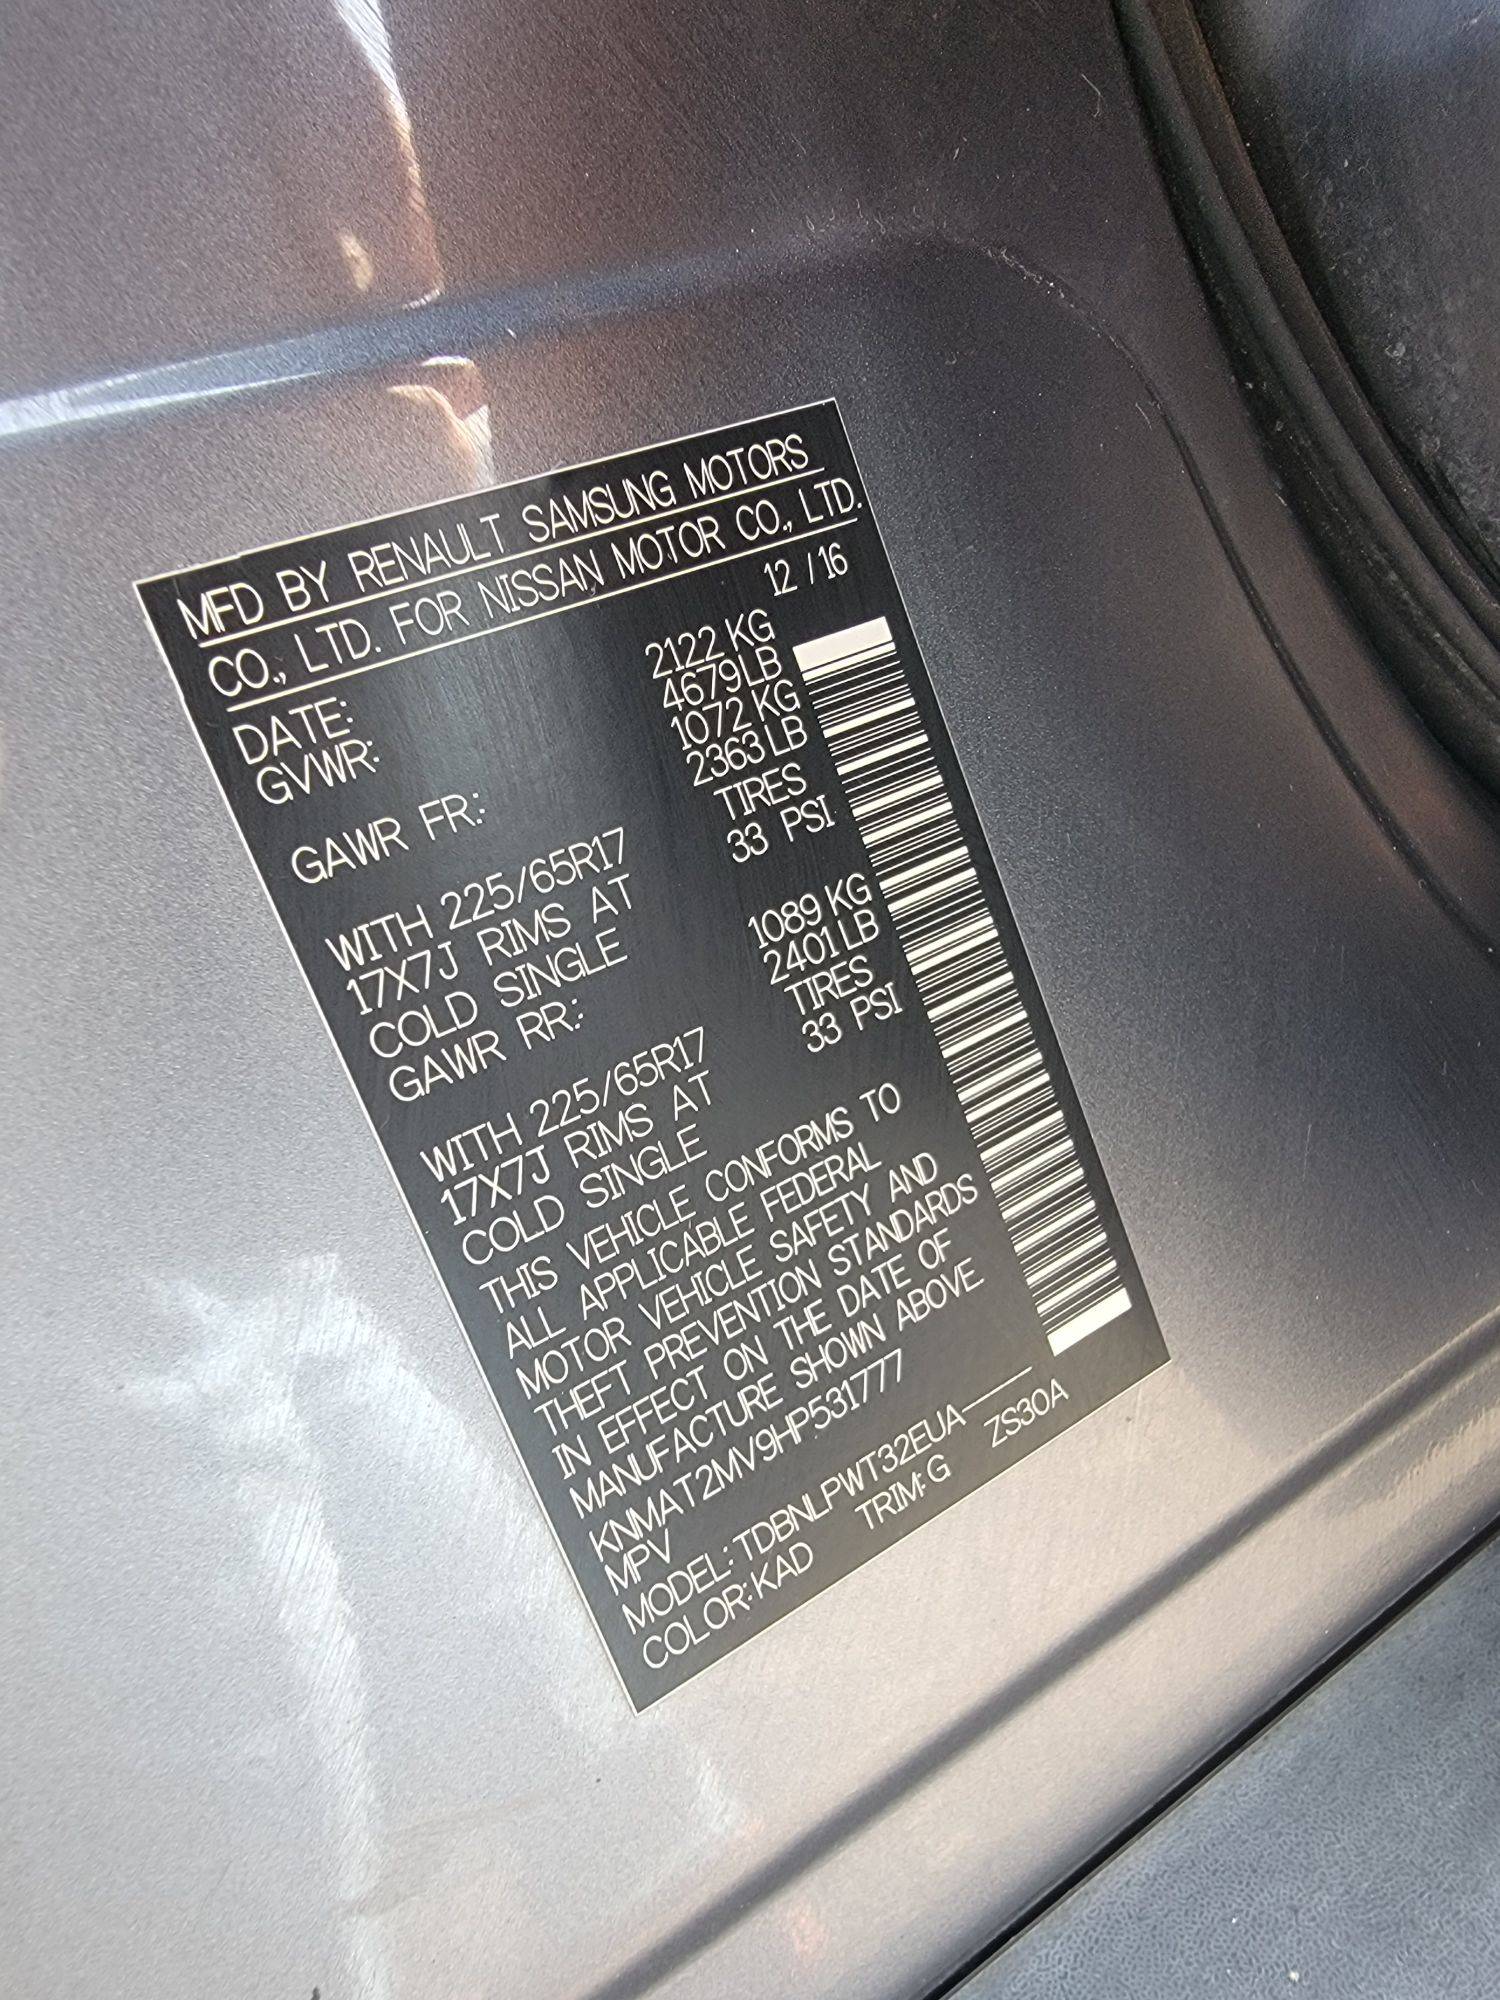 MFD BY RENAULT SAMSUNG MOTORS
CO., LTD. FOR NISSAN MOTOR CO., LTD.
DATE: 12 /16
GVWR: 2122 KG
4679LB
GAWR FR: 1072 KG
2363LB
WITH 225/65R17 TIRES
17X7J RIMS AT 33 PSI
COLD SINGLE
GAWR RR: 1089 KG
2401LB
WITH 225/65R17 TIRES
17X7J RIMS AT 33 PSI
COLD SINGLE
THIS VEHICLE CONFORMS TO
ALL APPLICABLE FEDERAL
MOTOR VEHICLE SAFETY AND
THEFT PREVENTION STANDARDS
IN EFFECT ON THE DATE OF
MANUFACTURE SHOWN ABOVE.
KNMAT2MV9HP531777
MPV
MODEL: TDBNLPWT32EUA-----
COLOR:KAD TRIM:G ZS30A